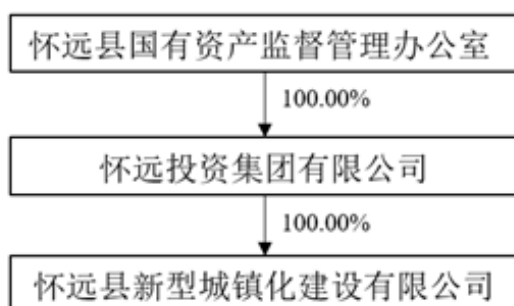 怀远县国有资产监督管理办公室
100.00%
怀远投资集团有限公司
100.00%
怀远县新型城镇化建设有限公司